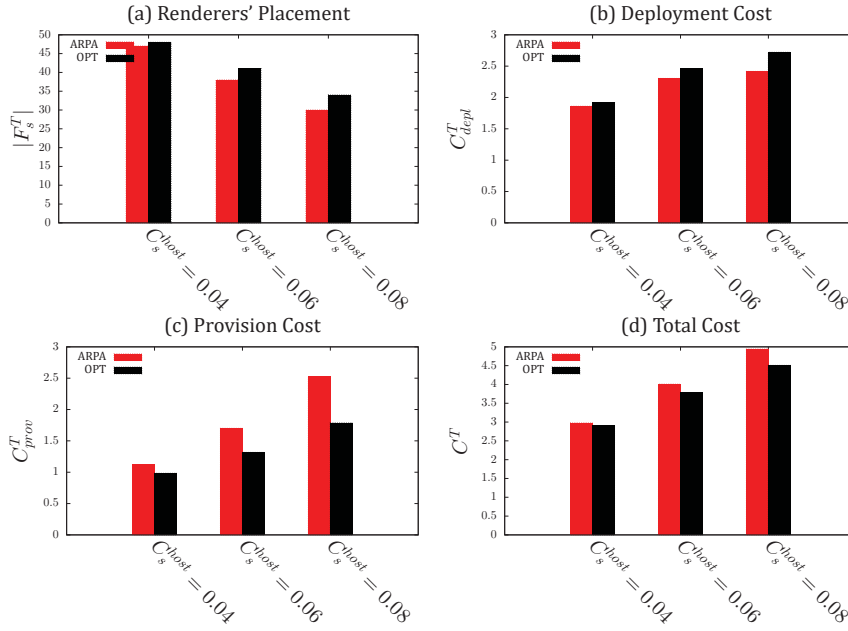 (a) Renderers’ Placement
ARPA
OPT
50
45
40
35
30
25
20
15
10
5
0
|F_s^T|
C_s^{host} = 0.04
C_s^{host} = 0.06
C_s^{host} = 0.08
(b) Deployment Cost
ARPA
OPT
3
2.5
2
1.5
1
0.5
0
C_{depl}^T
C_s^{host} = 0.04
C_s^{host} = 0.06
C_s^{host} = 0.08
(c) Provision Cost
ARPA
OPT
3
2.5
2
1.5
1
0.5
0
C_{prov}^T
C_s^{host} = 0.04
C_s^{host} = 0.06
C_s^{host} = 0.08
(d) Total Cost
ARPA
OPT
5
4.5
4
3.5
3
2.5
2
1.5
1
0.5
0
C^T
C_s^{host} = 0.04
C_s^{host} = 0.06
C_s^{host} = 0.08